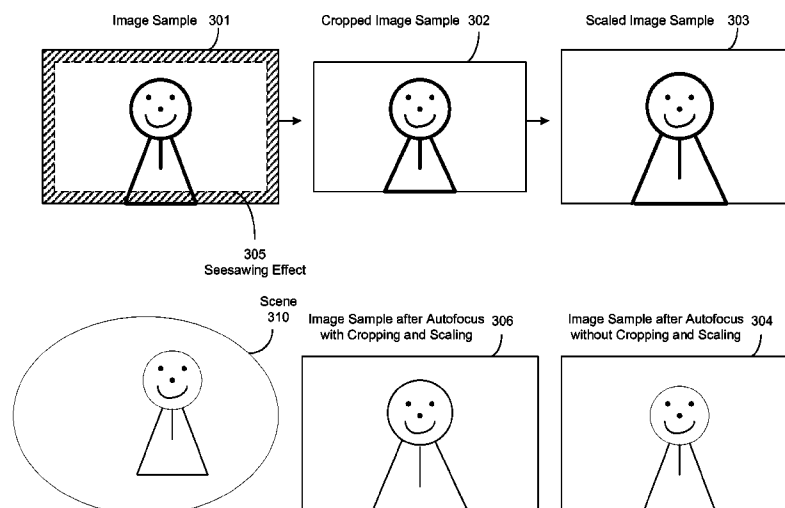 Image Sample 301
Cropped Image Sample 302
Scaled Image Sample 303
305
Seesawing Effect
Scene
310
Image Sample after Autofocus 306
with Cropping and Scaling
Image Sample after Autofocus 304
without Cropping and Scaling